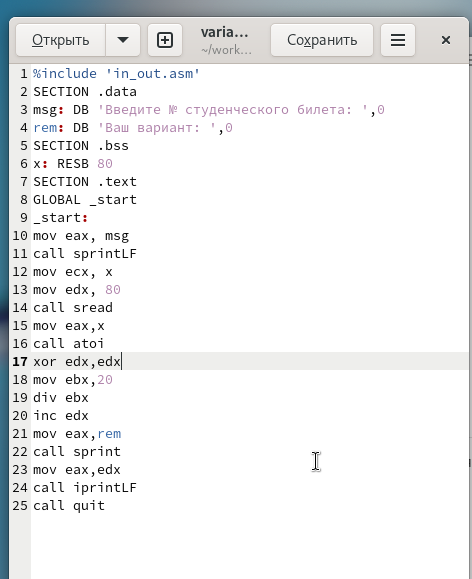 Открыть
varia...
~/work...
Сохранить
1 %include 'in_out.asm'
2 SECTION .data
3 msg: DB 'Введите № студенческого билета: ',0
4 rem: DB 'Ваш вариант: ',0
5 SECTION .bss
6 x: RESB 80
7 SECTION .text
8 GLOBAL _start
9 _start:
10 mov eax, msg
11 call sprintLF
12 mov ecx, x
13 mov edx, 80
14 call sread
15 mov eax,x
16 call atoi
17 xor edx,edx
18 mov ebx,20
19 div ebx
20 inc edx
21 mov eax,rem
22 call sprint
23 mov eax,edx
24 call iprintLF
25 call quit